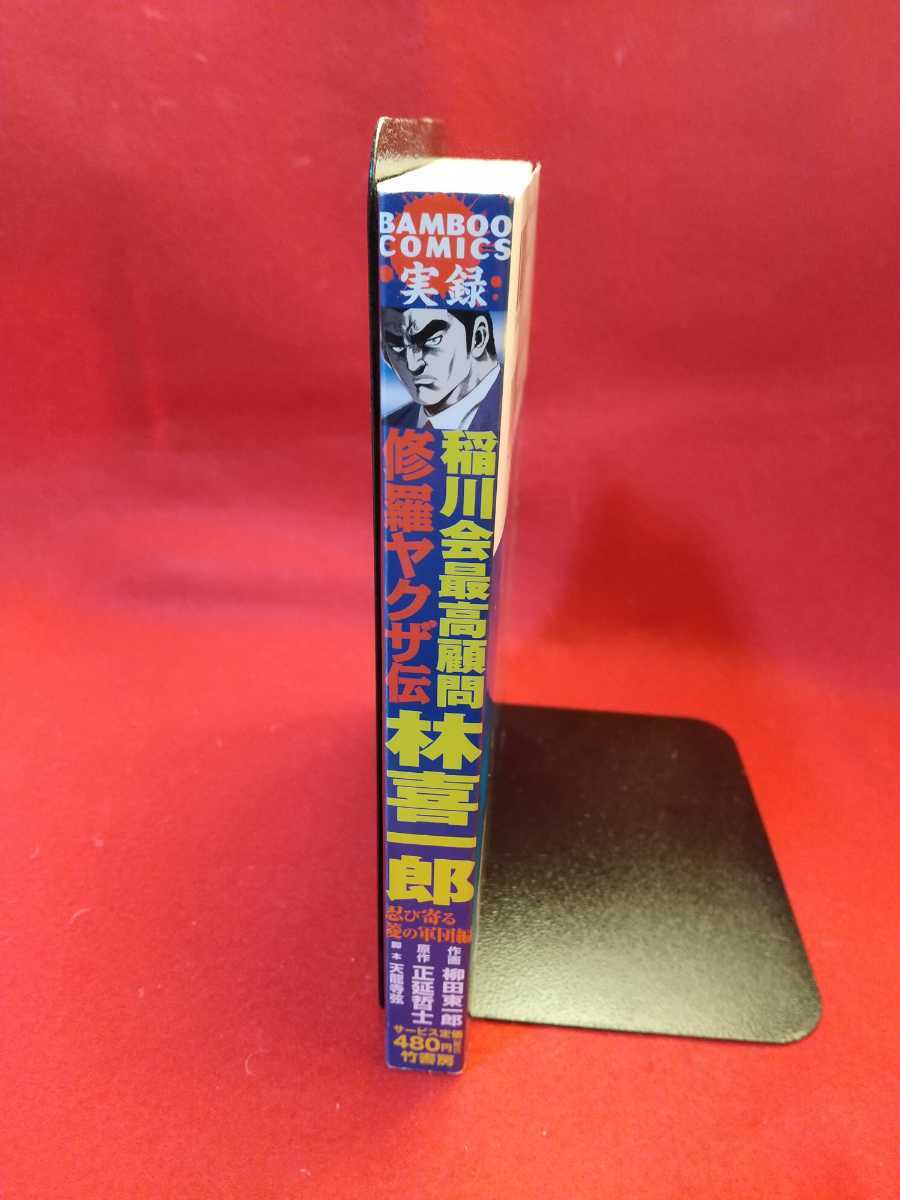 BAMBOO
COMICS
実録
稲川会最高顧問
修羅ヤクザ伝
林喜一郎
忍び寄る
菱の軍団編
作画 柳田東一郎
原作 正延哲士
脚本 天龍寺弦
サービス定価
480円
竹書房